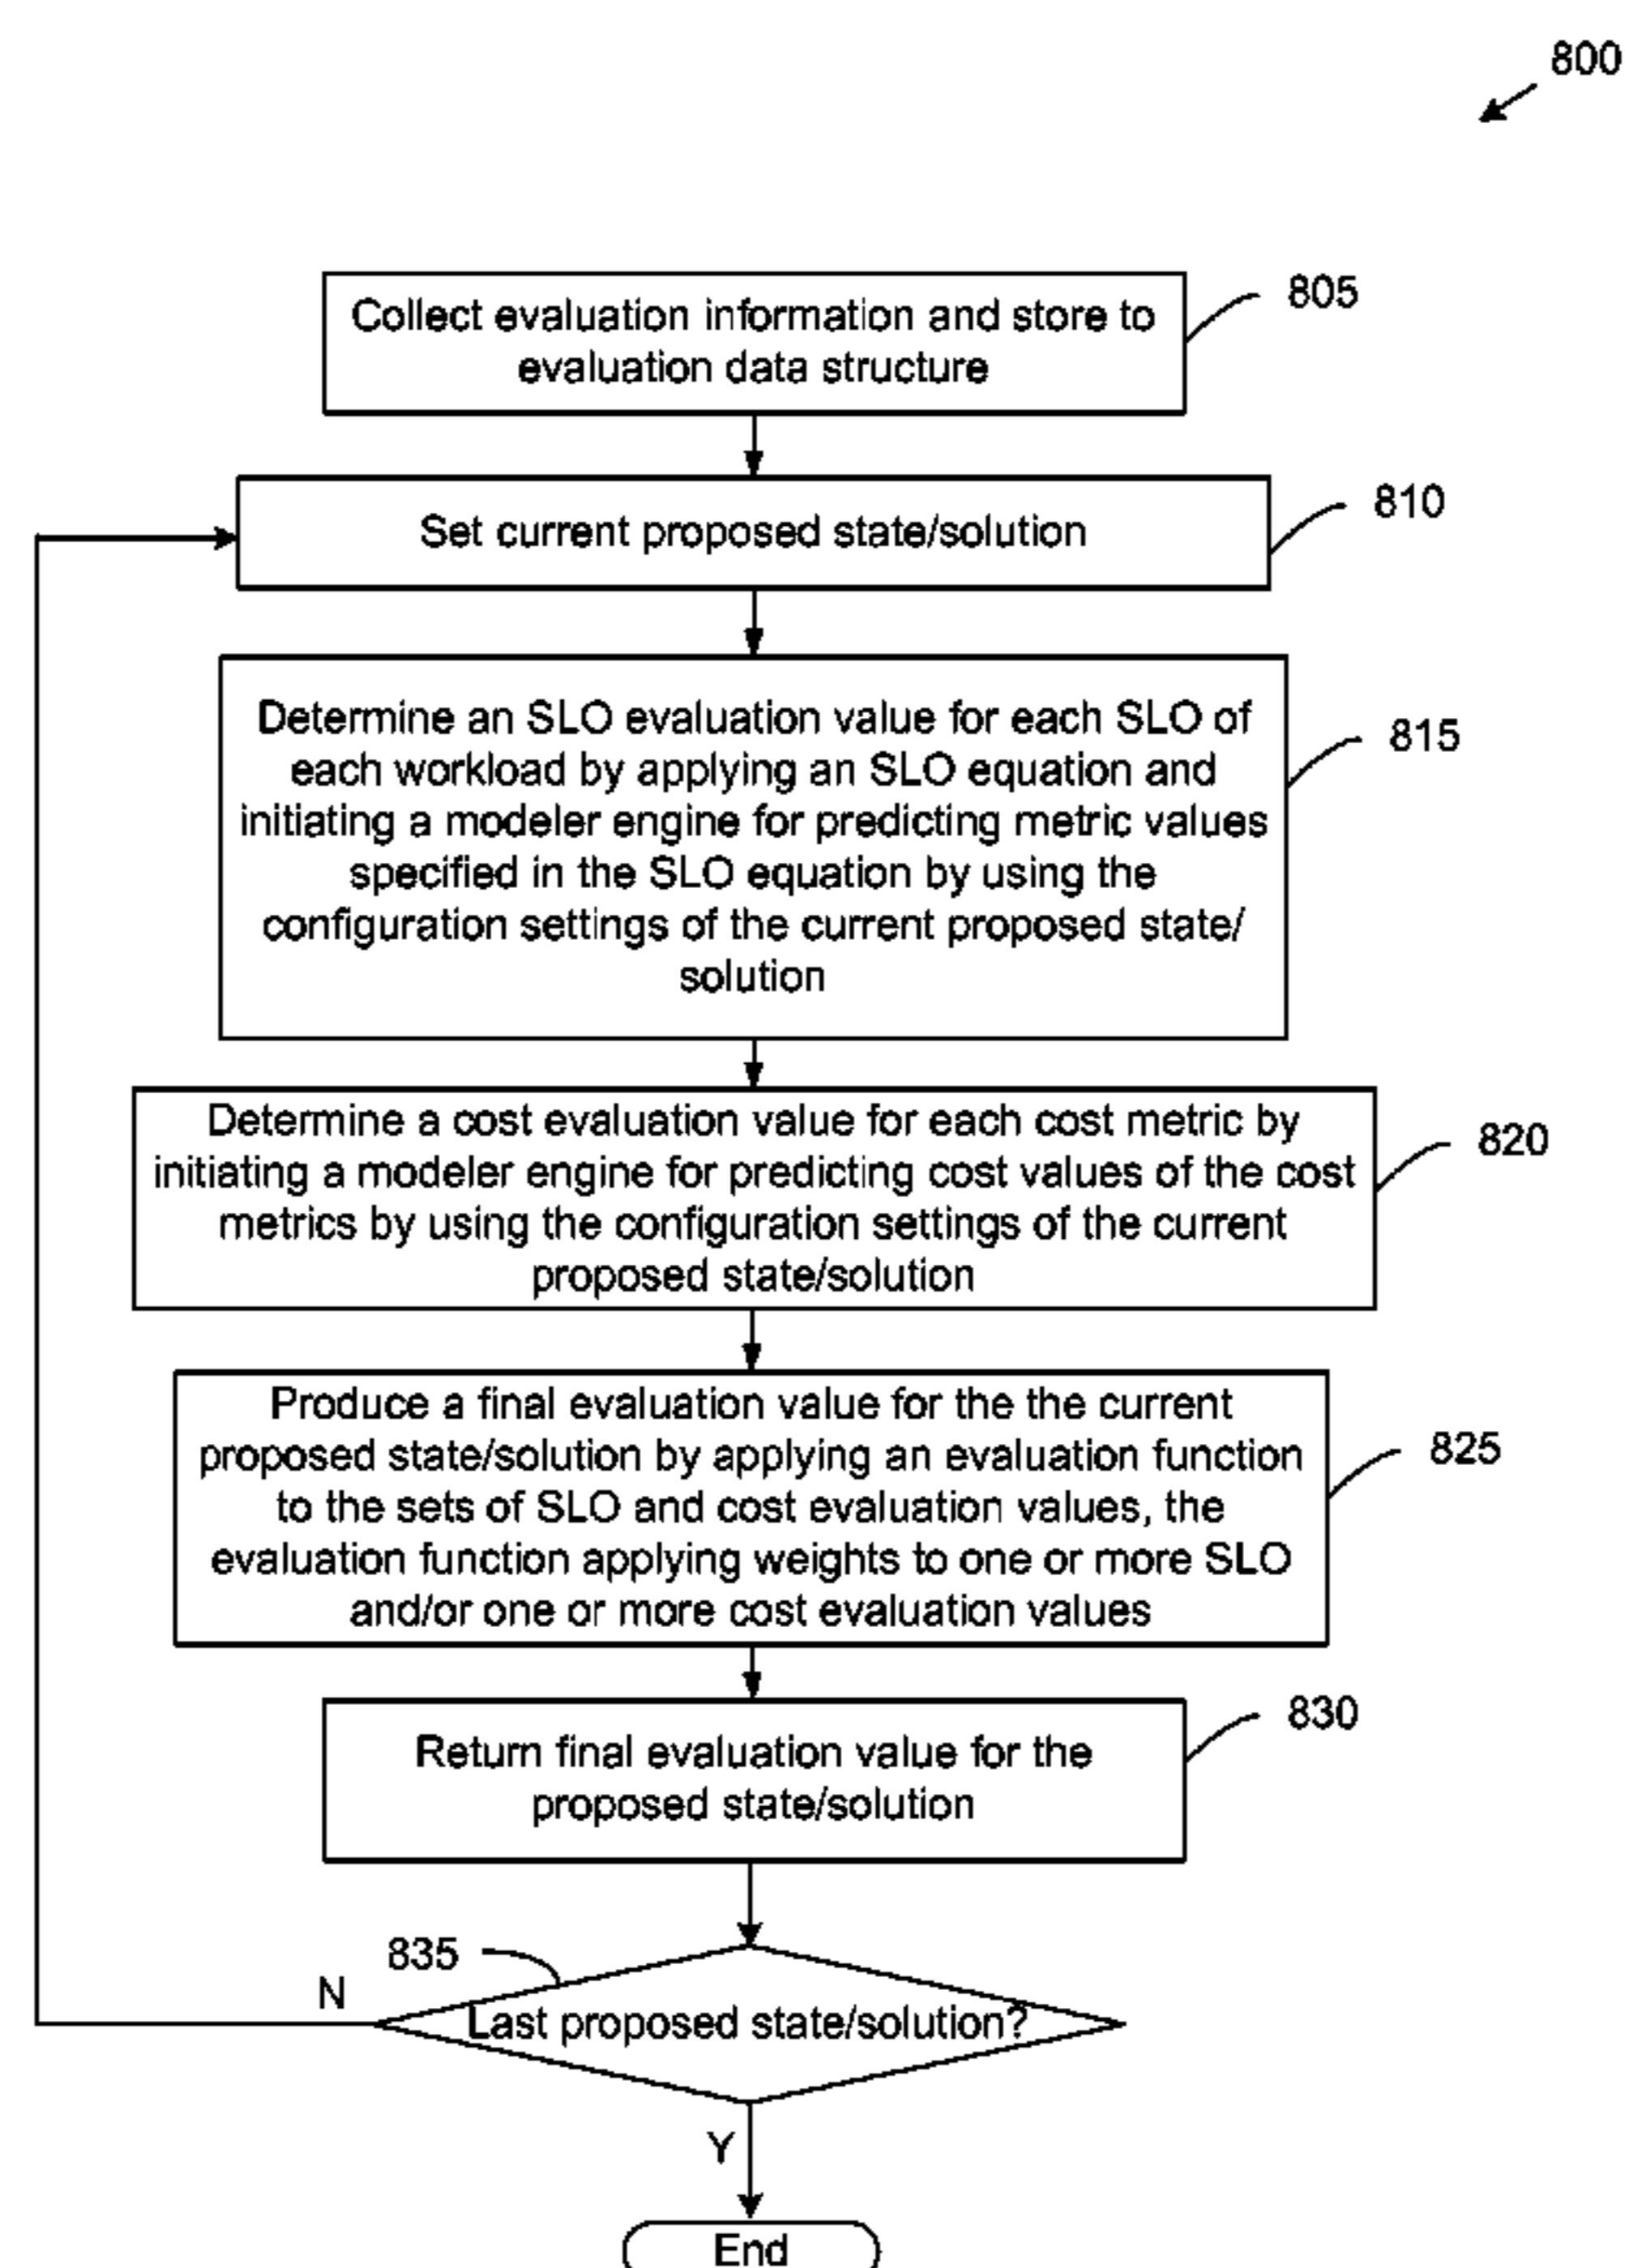 800
Collect evaluation information and store to
evaluation data structure
805
Set current proposed state/solution
810
Determine an SLO evaluation value for each SLO of
each workload by applying an SLO equation and
initiating a modeler engine for predicting metric values
specified in the SLO equation by using the
configuration settings of the current proposed state/
solution
815
Determine a cost evaluation value for each cost metric by
initiating a modeler engine for predicting cost values of the cost
metrics by using the configuration settings of the current
proposed state/solution
820
Produce a final evaluation value for the the current
proposed state/solution by applying an evaluation function
to the sets of SLO and cost evaluation values, the
evaluation function applying weights to one or more SLO
and/or one or more cost evaluation values
825
Return final evaluation value for the
proposed state/solution
830
835
N
Last proposed state/solution?
Y
End